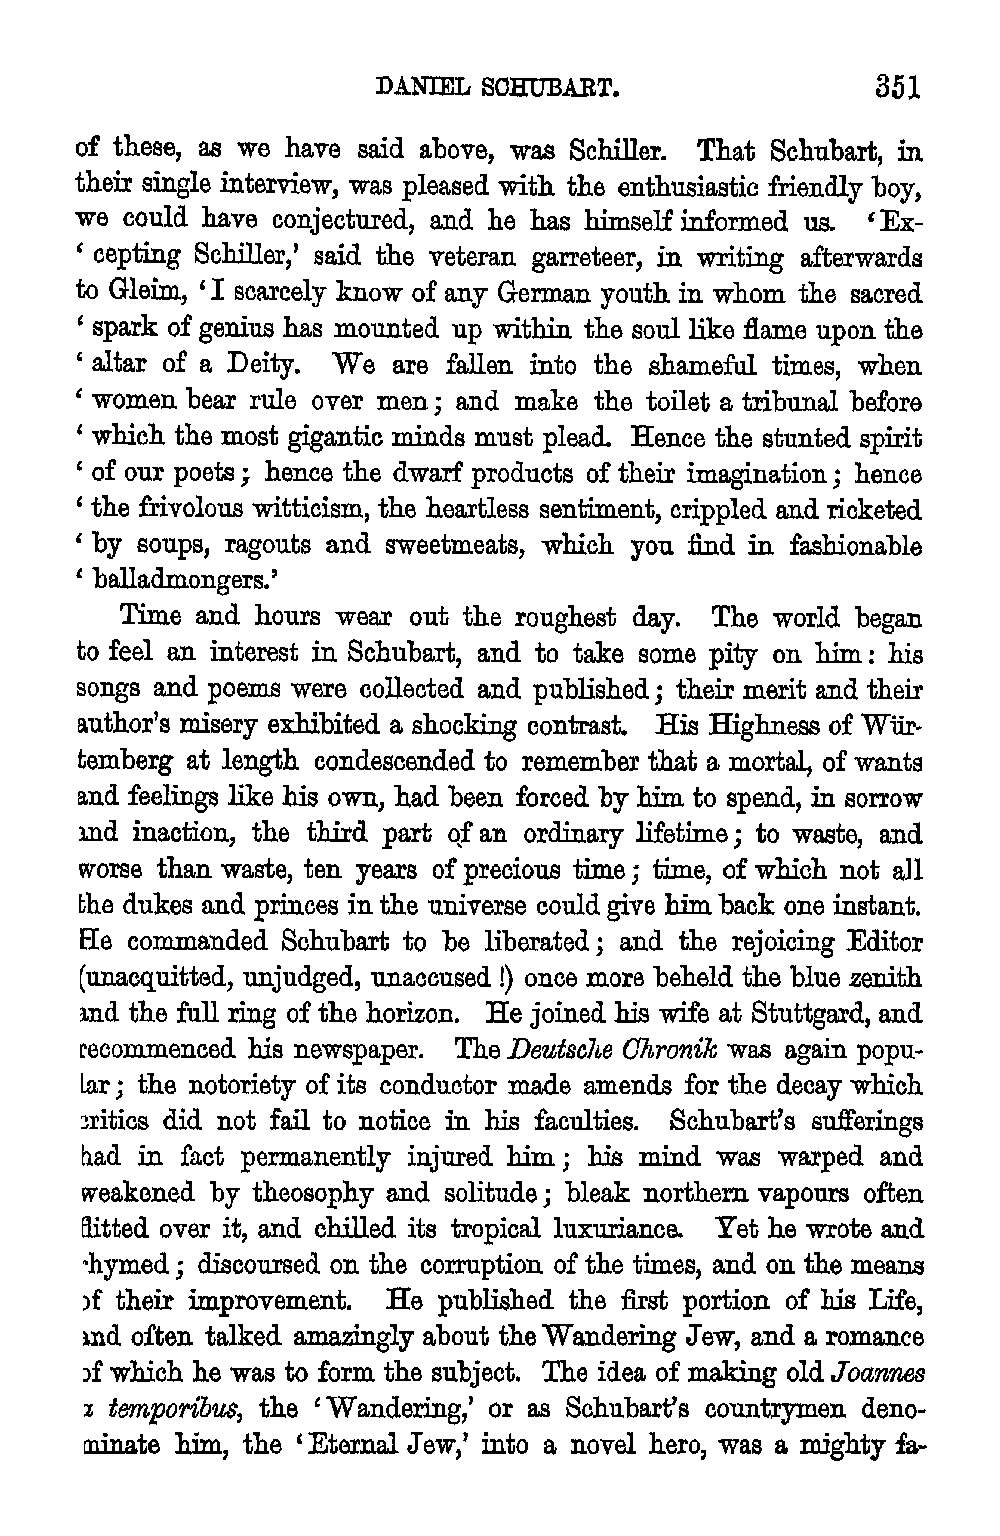 DANIEL SCHUBART. 351
of these, as we have said above, was Schiller. That Schubart, in
their single interview, was pleased with the enthusiastic friendly boy,
we could have conjectured, and he has himself informed us. ‘Ex-
‘ cepting Schiller,’ said the veteran garreteer, in writing afterwards
to Gleim, ‘I scarcely know of any German youth in whom the sacred
‘ spark of genius has mounted up within the soul like flame upon the
‘ altar of a Deity. We are fallen into the shameful times, when
‘ women bear rule over men; and make the toilet a tribunal before
‘ which the most gigantic minds must plead. Hence the stunted spirit
‘ of our poets; hence the dwarf products of their imagination; hence
‘ the frivolous witticism, the heartless sentiment, crippled and ricketed
‘ by soups, ragouts and sweetmeats, which you find in fashionable
‘ balladmongers.’
Time and hours wear out the roughest day. The world began
to feel an interest in Schubart, and to take some pity on him: his
songs and poems were collected and published; their merit and their
author’s misery exhibited a shocking contrast. His Highness of Wür-
temberg at length condescended to remember that a mortal, of wants
and feelings like his own, had been forced by him to spend, in sorrow
and inaction, the third part of an ordinary lifetime; to waste, and
worse than waste, ten years of precious time; time, of which not all
the dukes and princes in the universe could give him back one instant.
He commanded Schubart to be liberated; and the rejoicing Editor
(unacquitted, unjudged, unaccused!) once more beheld the blue zenith
and the full ring of the horizon. He joined his wife at Stuttgard, and
recommenced his newspaper. The Deutsche Chronik was again popu-
lar; the notoriety of its conductor made amends for the decay which
critics did not fail to notice in his faculties. Schubart’s sufferings
had in fact permanently injured him; his mind was warped and
weakened by theosophy and solitude; bleak northern vapours often
flitted over it, and chilled its tropical luxuriance. Yet he wrote and
rhymed; discoursed on the corruption of the times, and on the means
of their improvement. He published the first portion of his Life,
and often talked amazingly about the Wandering Jew, and a romance
of which he was to form the subject. The idea of making old Joannes
a temporibus, the ‘Wandering,’ or as Schubart’s countrymen deno-
minate him, the ‘Eternal Jew,’ into a novel hero, was a mighty fa-